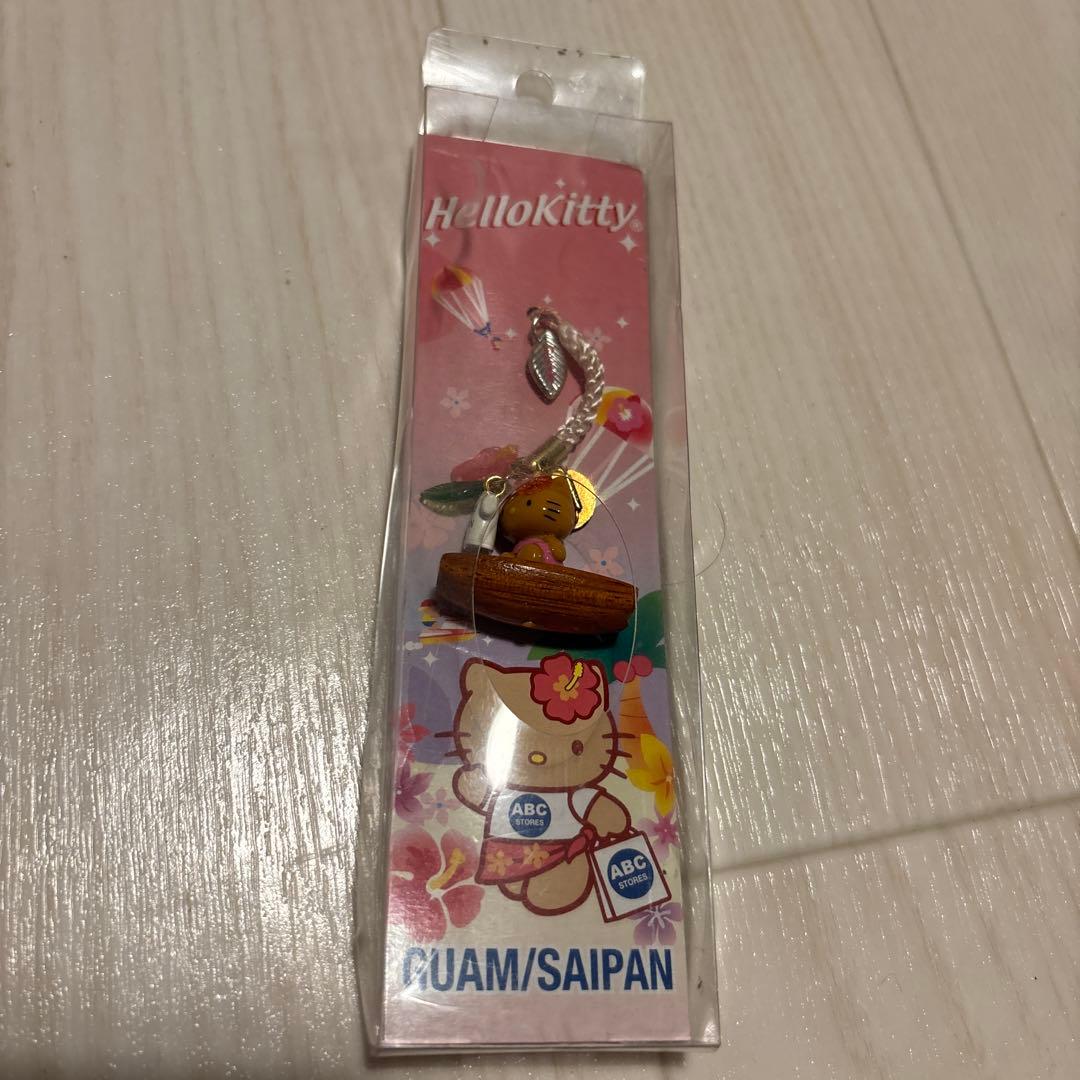 HelloKitty®
ABC
STORES
ABC
STORES
GUAM/SAIPAN